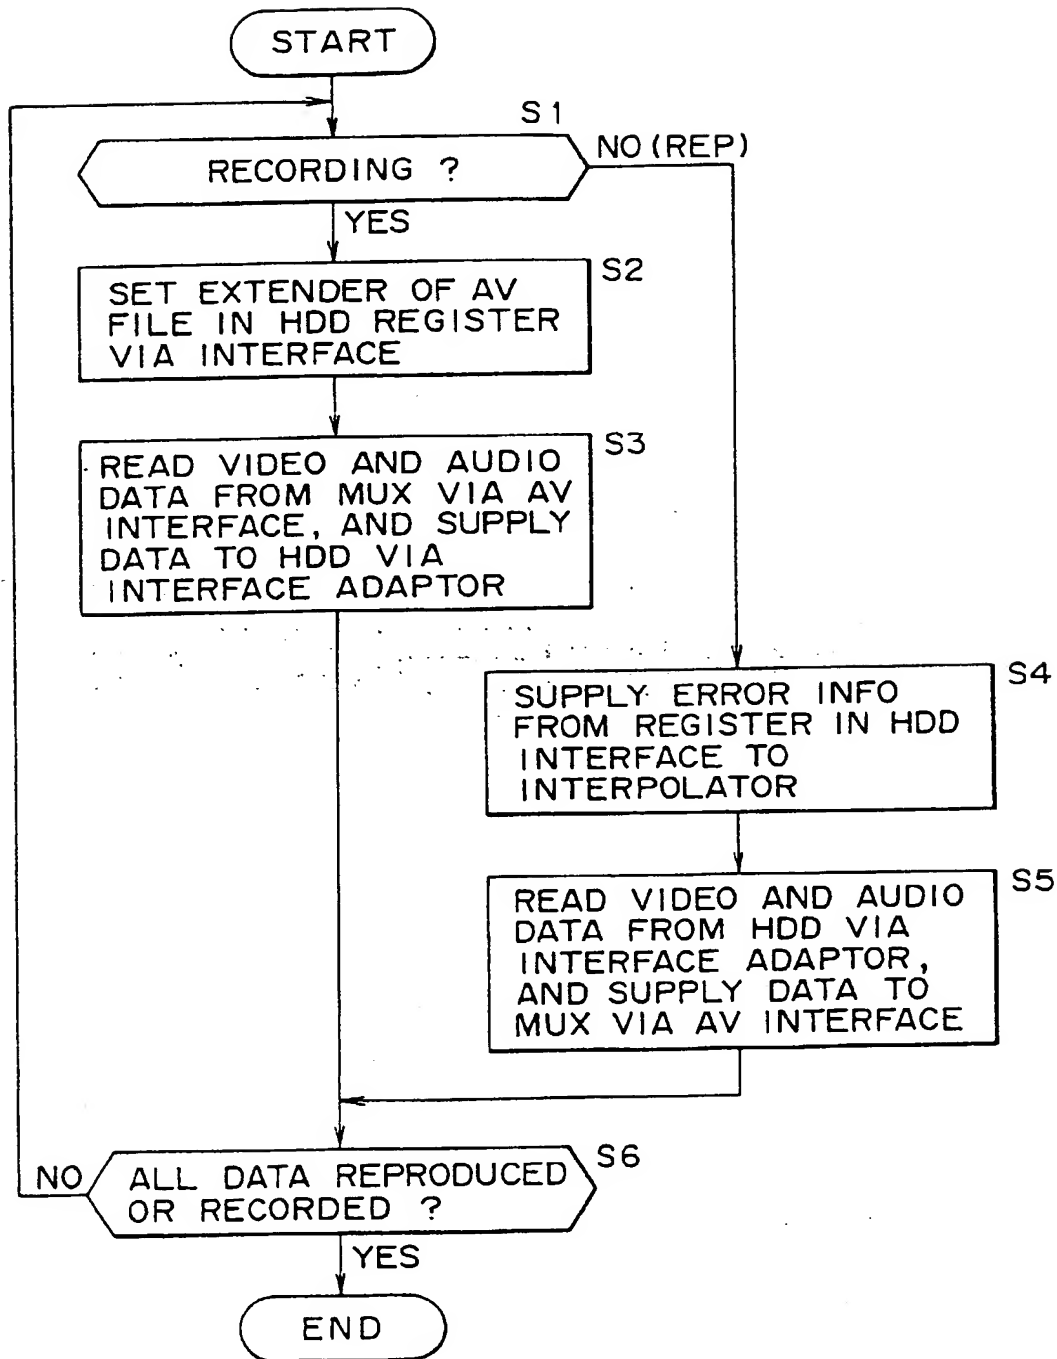 START
S1
RECORDING ?
NO (REP)
YES
S2
SET EXTENDER OF AV
FILE IN HDD REGISTER
VIA INTERFACE
S3
READ VIDEO AND AUDIO
DATA FROM MUX VIA AV
INTERFACE, AND SUPPLY
DATA TO HDD VIA
INTERFACE ADAPTOR
S4
SUPPLY ERROR INFO
FROM REGISTER IN HDD
INTERFACE TO
INTERPOLATOR
S5
READ VIDEO AND AUDIO
DATA FROM HDD VIA
INTERFACE ADAPTOR,
AND SUPPLY DATA TO
MUX VIA AV INTERFACE
S6
NO
ALL DATA REPRODUCED
OR RECORDED ?
YES
END